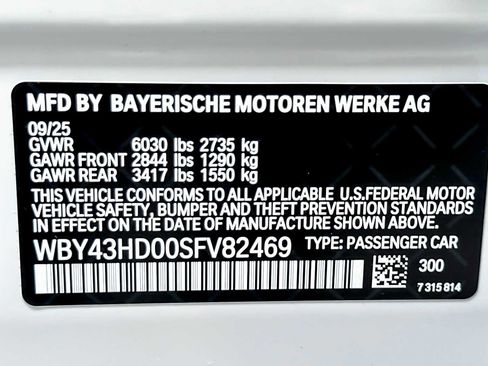 MFD BY BAYERISCHE MOTOREN WERKE AG
09/25
GVWR 6030 lbs 2735 kg
GAWR FRONT 2844 lbs 1290 kg
GAWR REAR 3417 lbs 1550 kg
THIS VEHICLE CONFORMS TO ALL APPLICABLE U.S.FEDERAL MOTOR
VEHICLE SAFETY, BUMPER AND THEFT PREVENTION STANDARDS
IN EFFECT ON THE DATE OF MANUFACTURE SHOWN ABOVE.
WBY43HD00SFV82469 TYPE: PASSENGER CAR
300
7 315 814